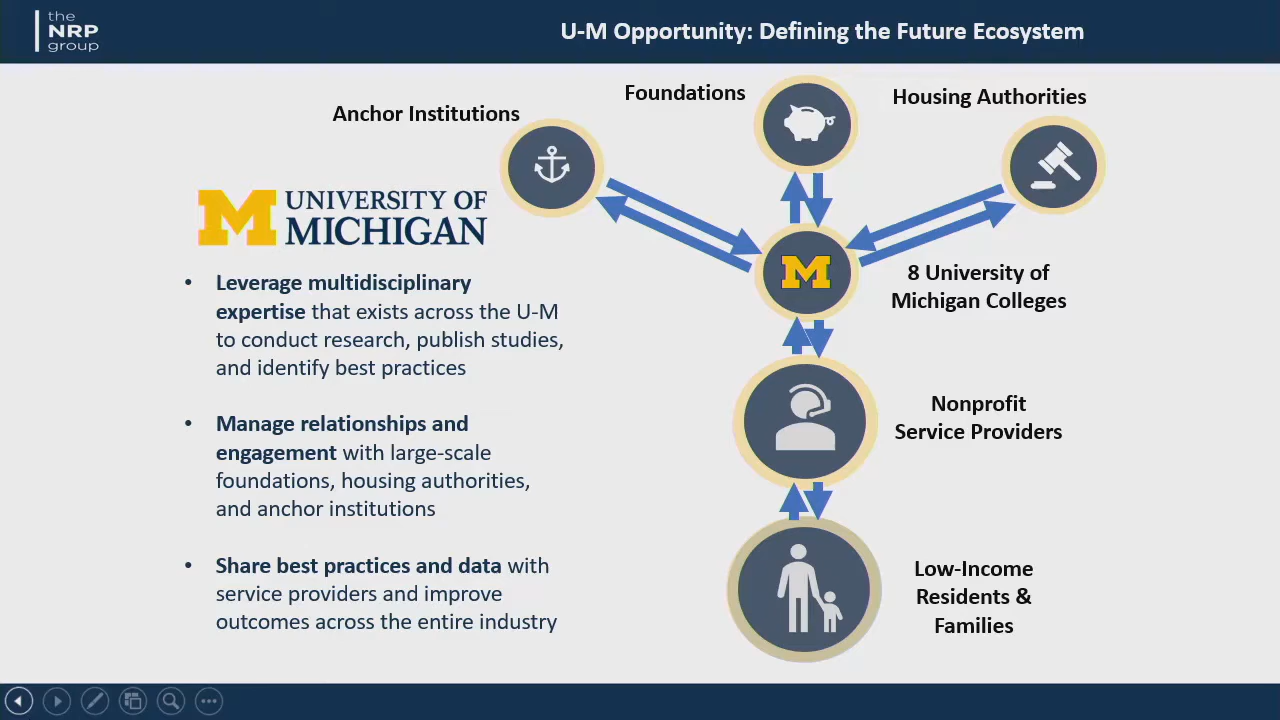 the
NRP
group
U-M Opportunity: Defining the Future Ecosystem
Foundations
Housing Authorities
Anchor Institutions
M UNIVERSITY OF
MICHIGAN
M
8 University of
Michigan Colleges
• Leverage multidisciplinary
expertise that exists across the U-M
to conduct research, publish studies,
and identify best practices
• Manage relationships and
engagement with large-scale
foundations, housing authorities,
and anchor institutions
• Share best practices and data with
service providers and improve
outcomes across the entire industry
Nonprofit
Service Providers
Low-Income
Residents &
Families